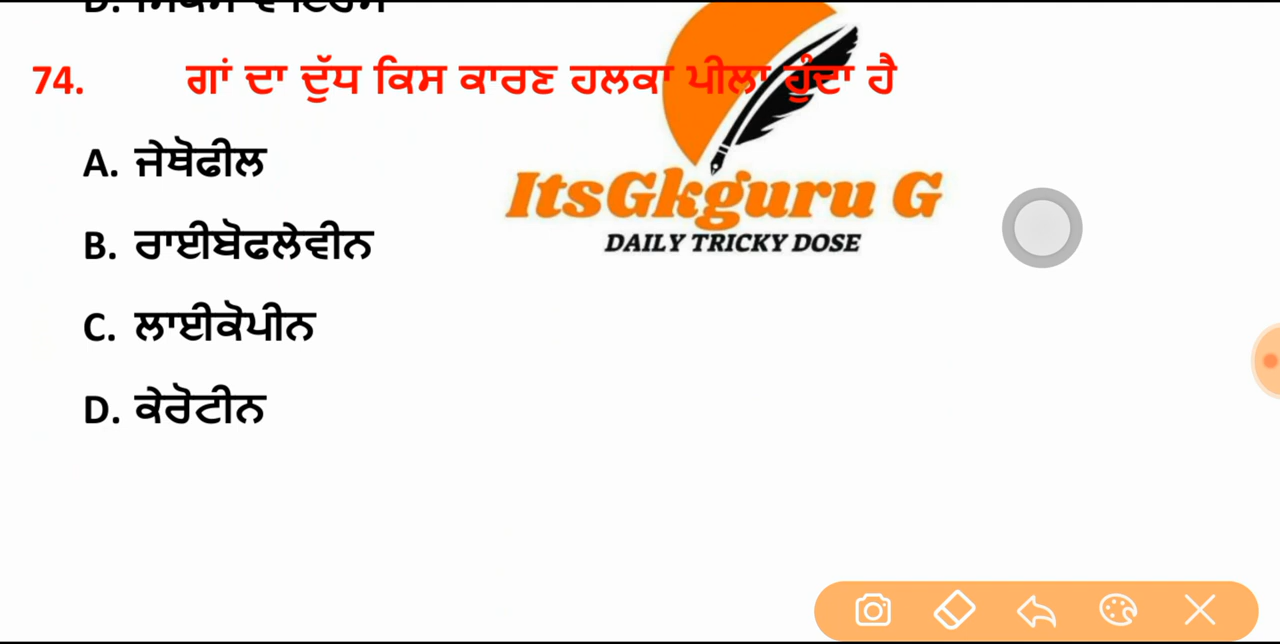 74. ਗਾਂ ਦਾ ਦੁੱਧ ਕਿਸ ਕਾਰਣ ਹਲਕਾ ਪੀਲਾ ਹੁੰਦਾ ਹੈ
A. ਜੇਥੋਫੀਲ
ItsGkguru G
B. ਰਾਈਬੋਫਲੇਵੀਨ
DAILY TRICKY DOSE
C. ਲਾਈਕੋਪੀਨ
D. ਕੇਰੋਟੀਨ